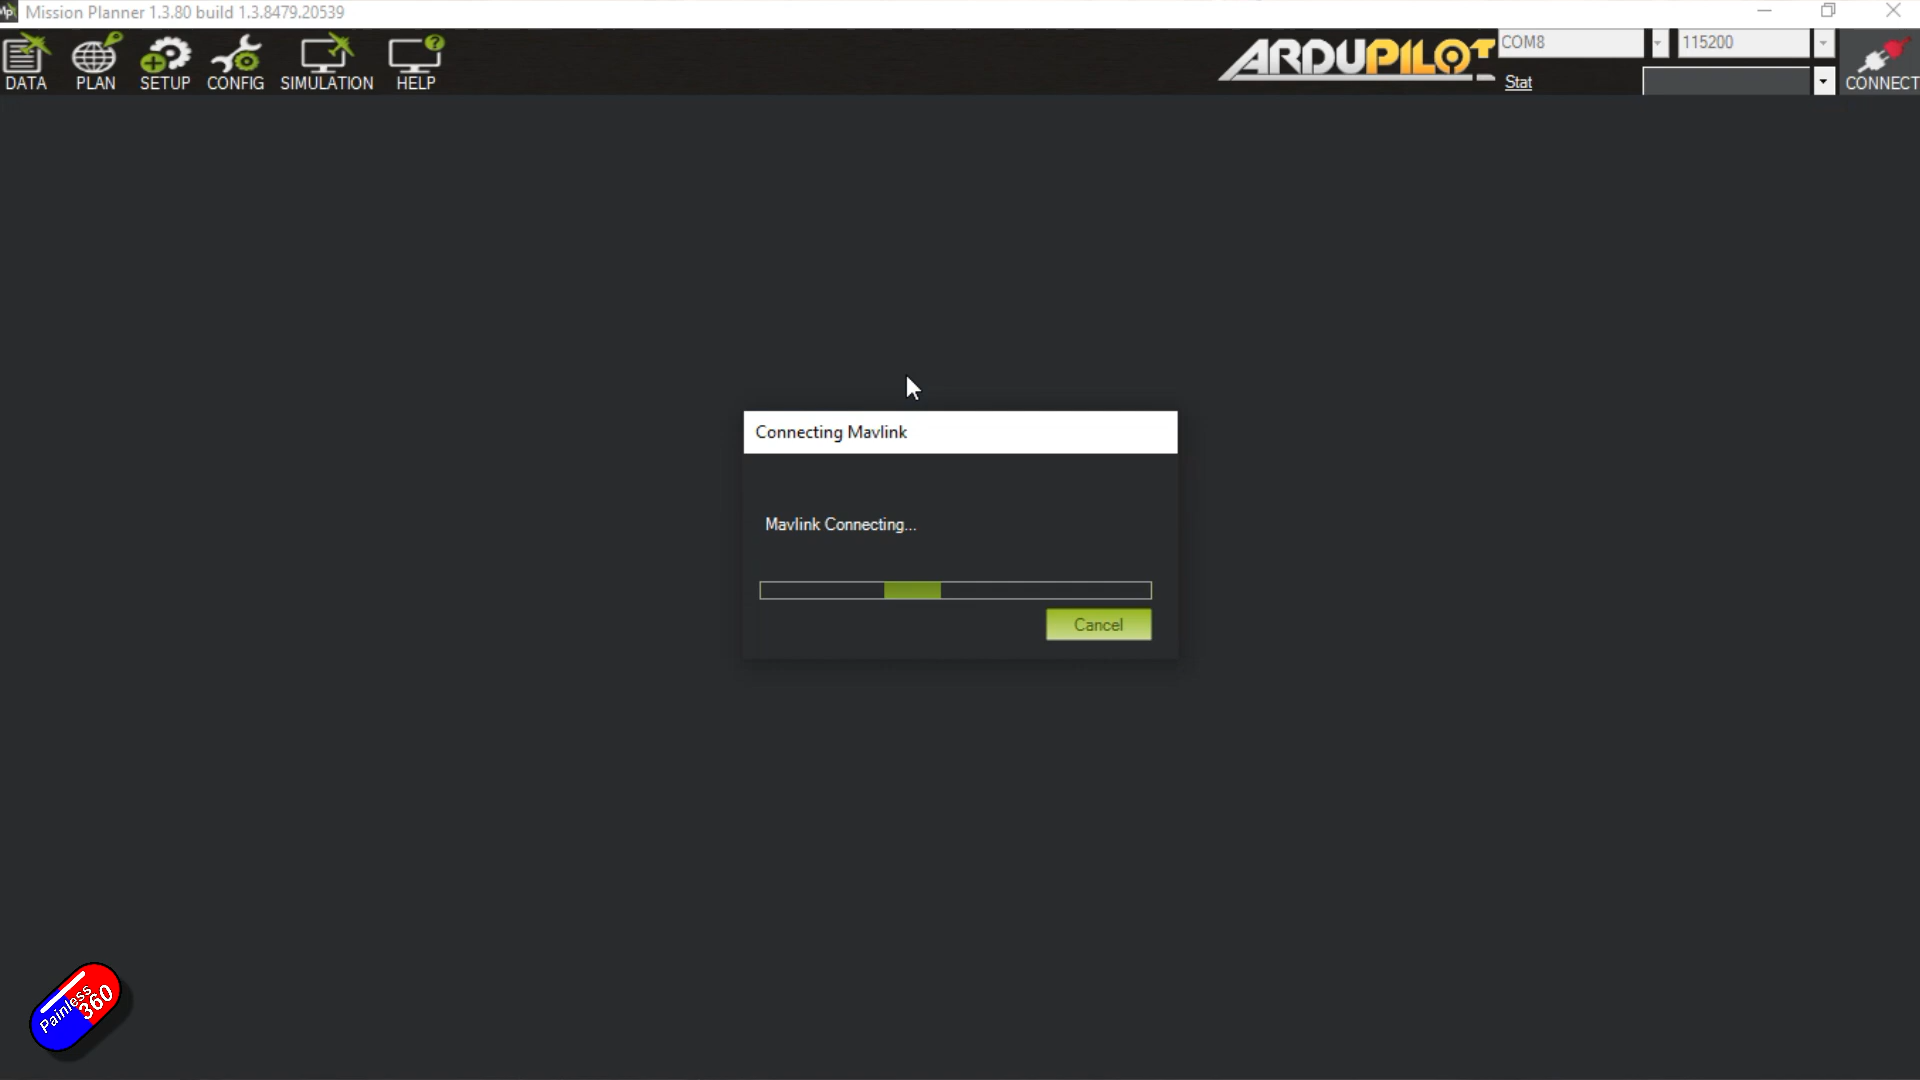 Mp
Mission Planner 1.3.80 build 1.3.8479.20539
DATA
PLAN
SETUP
CONFIG
SIMULATION
?
HELP
ARDUPILOT
COM8
115200
Stat
CONNECT
Connecting Mavlink
Mavlink Connecting...
Cancel
Painless
360